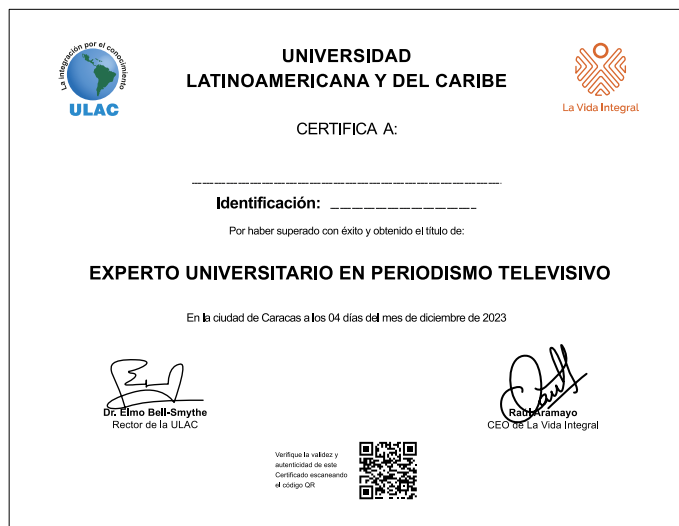 La integración por el conocimiento
ULAC
UNIVERSIDAD
LATINOAMERICANA Y DEL CARIBE
La Vida Integral
CERTIFICA A:
Identificación:
Por haber superado con éxito y obtenido el título de:
EXPERTO UNIVERSITARIO EN PERIODISMO TELEVISIVO
En la ciudad de Caracas a los 04 días del mes de diciembre de 2023
Dr. Elmo Bell-Smythe
Rector de la ULAC
Raúl Aramayo
CEO de La Vida Integral
Verifique la validez y
autenticidad de este
Certificado escaneando
el código QR